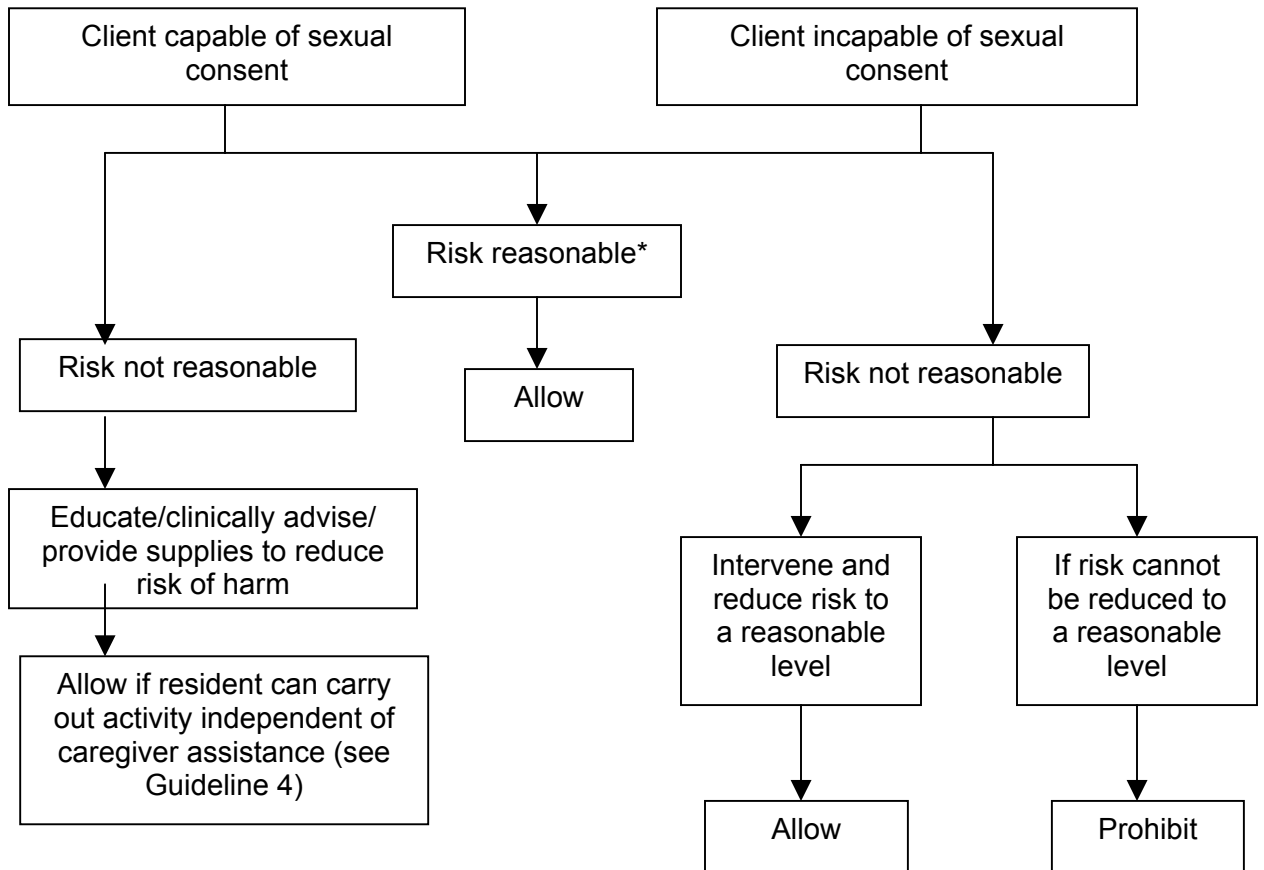 Client capable of sexual
consent
Client incapable of sexual
consent
Risk reasonable*
Allow
Risk not reasonable
Educate/clinically advise/
provide supplies to reduce
risk of harm
Allow if resident can carry
out activity independent of
caregiver assistance (see
Guideline 4)
Risk not reasonable
Intervene and
reduce risk to
a reasonable
level
Allow
If risk cannot
be reduced to
a reasonable
level
Prohibit